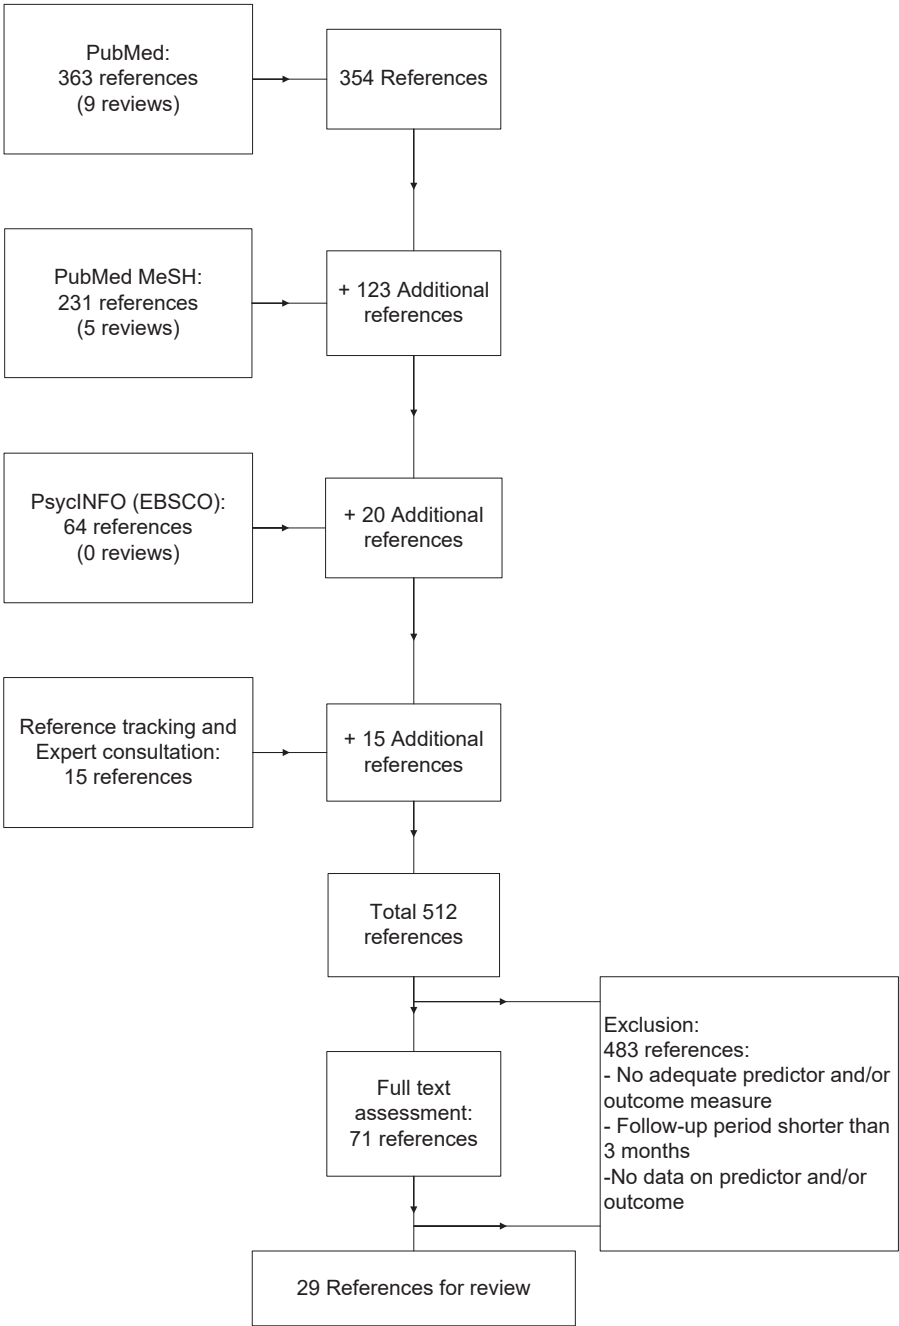 PubMed:
363 references
(9 reviews)
354 References
PubMed MeSH:
231 references
(5 reviews)
+ 123 Additional
references
PsycINFO (EBSCO):
64 references
(0 reviews)
+ 20 Additional
references
Reference tracking and
Expert consultation:
15 references
+ 15 Additional
references
Total 512
references
Exclusion:
483 references:
- No adequate predictor and/or
outcome measure
- Follow-up period shorter than
3 months
-No data on predictor and/or
outcome
Full text
assessment:
71 references
29 References for review